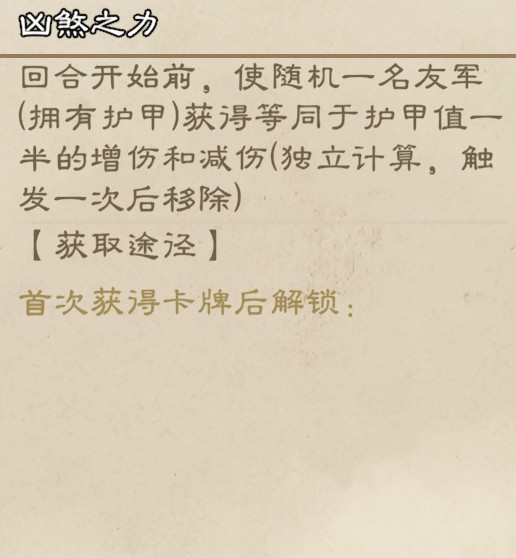 凶煞之力
回合开始前，使随机一名友军
(拥有护甲)获得等同于护甲值一
半的增伤和减伤(独立计算，触
发一次后移除)
【获取途径】
首次获得卡牌后解锁：